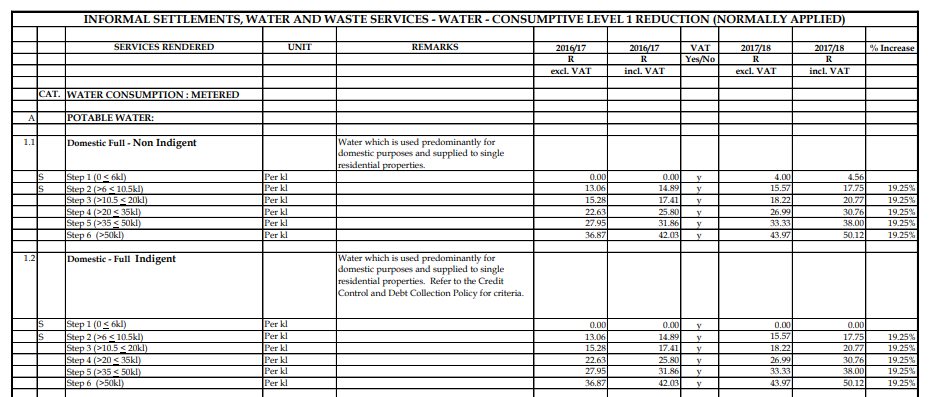 INFORMAL SETTLEMENTS, WATER AND WASTE SERVICES - WATER - CONSUMPTIVE LEVEL 1 REDUCTION (NORMALLY APPLIED)
SERVICES RENDERED UNIT REMARKS 2016/17 2016/17 VAT 2017/18 2017/18 % Increase
R R Yes/No R R
excl. VAT incl. VAT excl. VAT incl. VAT
CAT. WATER CONSUMPTION : METERED
A POTABLE WATER:
1.1 Domestic Full - Non Indigent Water which is used predominantly for
domestic purposes and supplied to single
residential properties.
S Step 1 (0 ≤ 6kl) Per kl 0.00 0.00 y 4.00 4.56
S Step 2 (>6 ≤ 10.5kl) Per kl 13.06 14.89 y 15.57 17.75 19.25%
Step 3 (>10.5 ≤ 20kl) Per kl 15.28 17.41 y 18.22 20.77 19.25%
Step 4 (>20 ≤ 35kl) Per kl 22.63 25.80 y 26.99 30.76 19.25%
Step 5 (>35 ≤ 50kl) Per kl 27.95 31.86 y 33.33 38.00 19.25%
Step 6 (>50kl) Per kl 36.87 42.03 y 43.97 50.12 19.25%
1.2 Domestic - Full Indigent Water which is used predominantly for
domestic purposes and supplied to single
residential properties. Refer to the Credit
Control and Debt Collection Policy for criteria.
S Step 1 (0 ≤ 6kl) Per kl 0.00 0.00 y 0.00 0.00
S Step 2 (>6 ≤ 10.5kl) Per kl 13.06 14.89 y 15.57 17.75 19.25%
Step 3 (>10.5 ≤ 20kl) Per kl 15.28 17.41 y 18.22 20.77 19.25%
Step 4 (>20 ≤ 35kl) Per kl 22.63 25.80 y 26.99 30.76 19.25%
Step 5 (>35 ≤ 50kl) Per kl 27.95 31.86 y 33.33 38.00 19.25%
Step 6 (>50kl) Per kl 36.87 42.03 y 43.97 50.12 19.25%